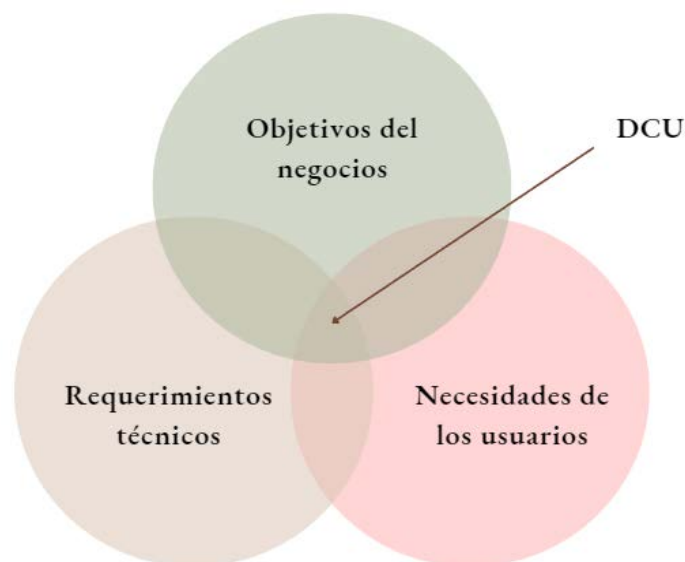 Objetivos del
negocios
DCU
Requerimientos
técnicos
Necesidades de
los usuarios